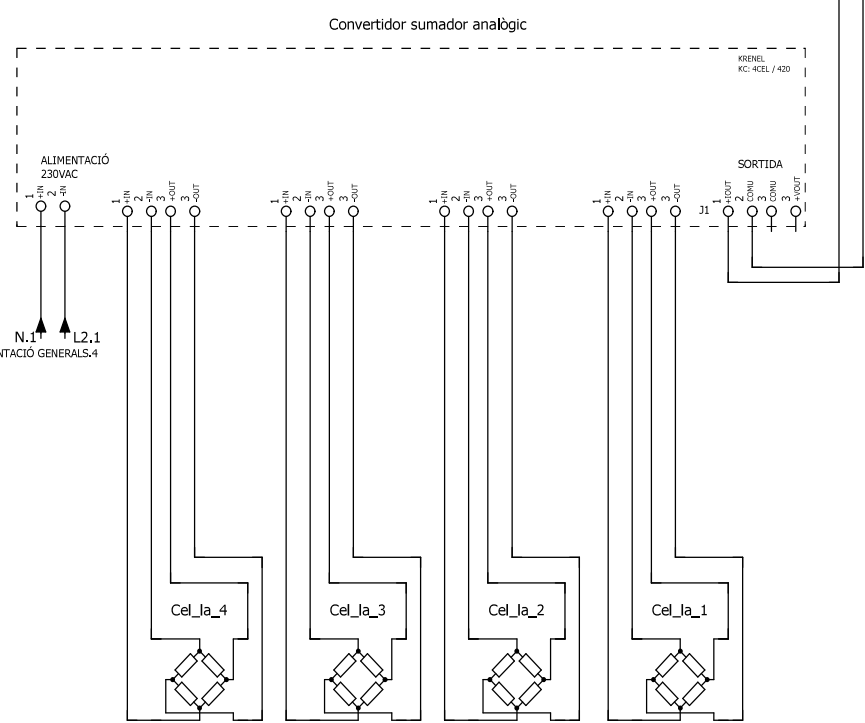 Convertidor sumador analògic
KRENEL
KC: 4CEL / 420
ALIMENTACIÓ
230VAC
SORTIDA
1 +IN 2 -IN
1 +IN 2 -IN 3 +OUT 3 -OUT
1 +IN 2 -IN 3 +OUT 3 -OUT
1 +IN 2 -IN 3 +OUT 3 -OUT
1 +IN 2 -IN 3 +OUT 3 -OUT
J1 1 +IOUT 2 COMU 3 COMU 3 +VOUT
N.1 L2.1
NTACIÓ GENERALS.4
Cel_la_4 Cel_la_3 Cel_la_2 Cel_la_1